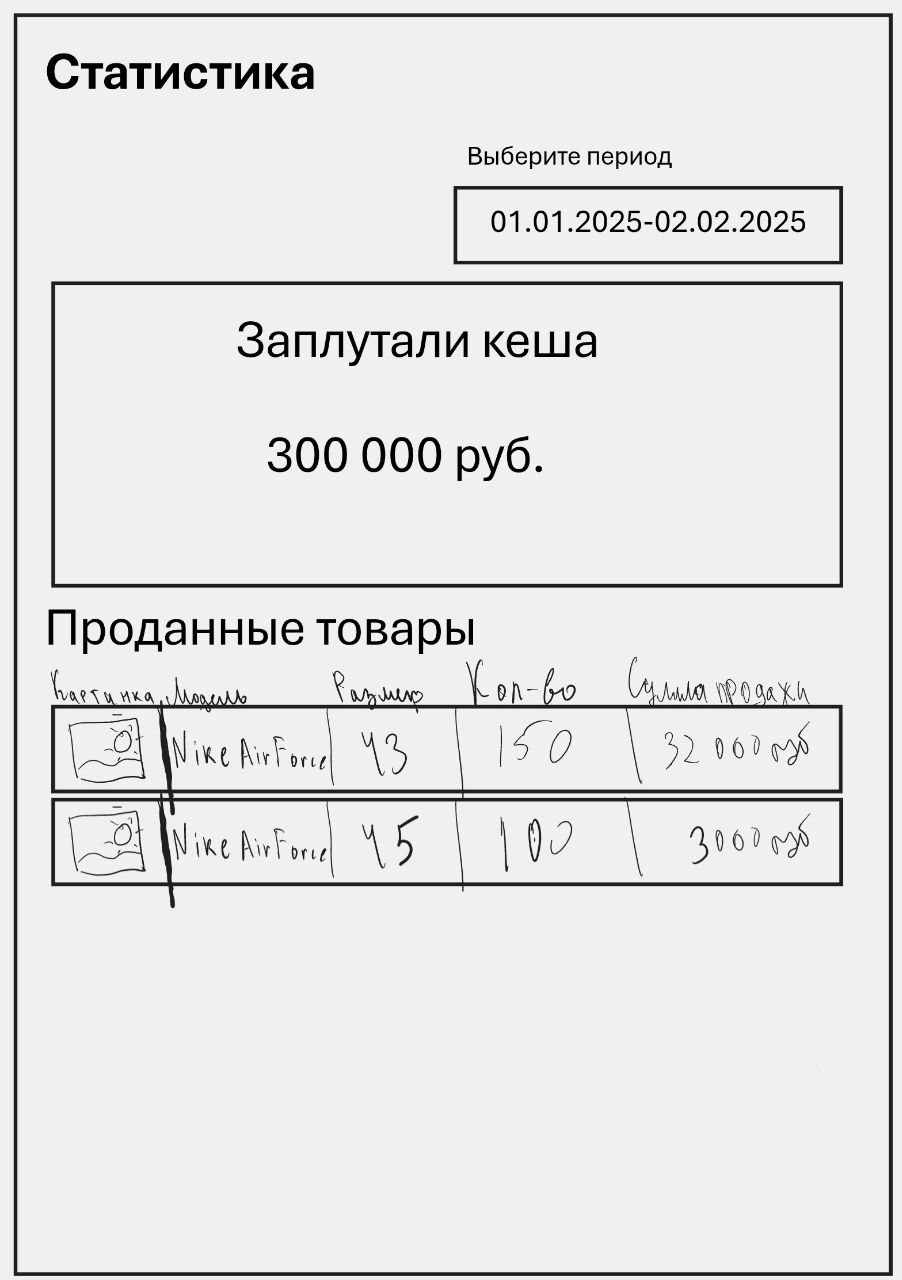 Статистика
Выберите период
01.01.2025-02.02.2025
Заплутали кеша
300 000 руб.
Проданные товары
Картинка Модель Размер Кол-во Сумма продажи
Nike AirForce 43 150 32 000 руб
Nike AirForce 45 100 3000 руб